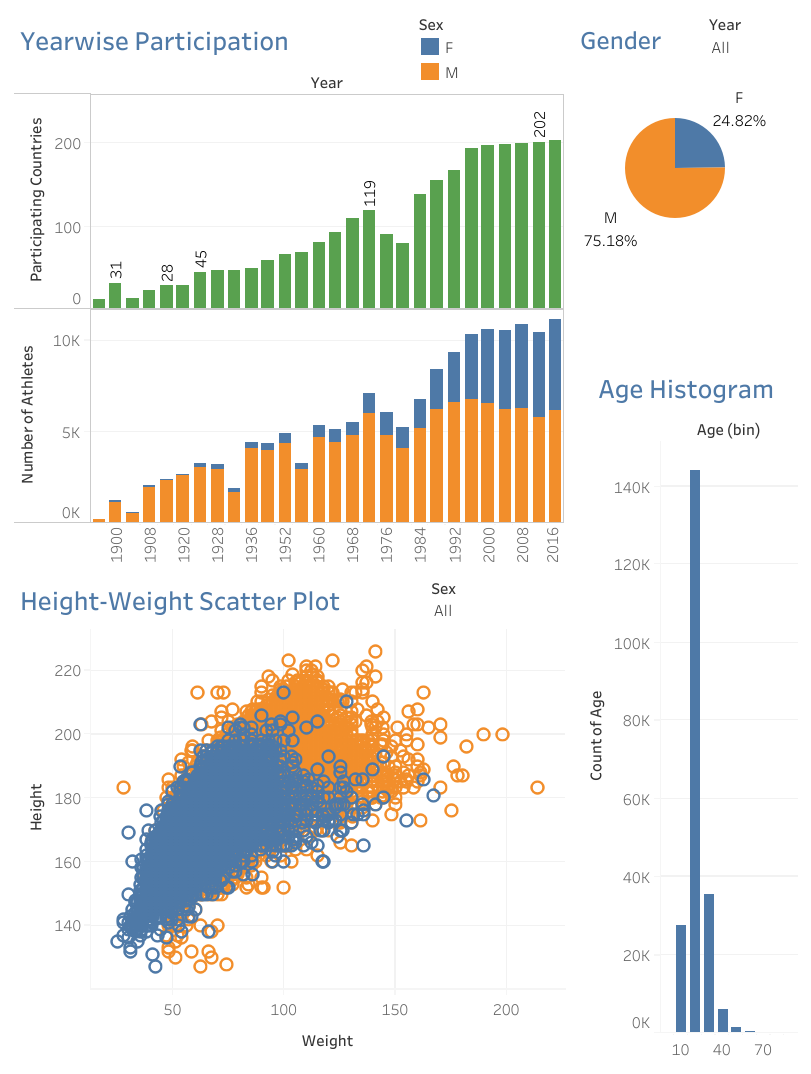 Yearwise Participation
Sex
F
M
Gender
Year
All
Year
Participating Countries
200
100
0
31
28
45
119
202
F
24.82%
M
75.18%
Number of Athletes
10K
5K
0K
1900
1908
1920
1928
1936
1952
1960
1968
1984
1992
2000
2008
2016
Age Histogram
Age (bin)
Count of Age
140K
120K
100K
80K
60K
40K
20K
0K
10
40
70
Height-Weight Scatter Plot
Sex
All
Height
220
200
180
160
140
50
100
150
200
Weight